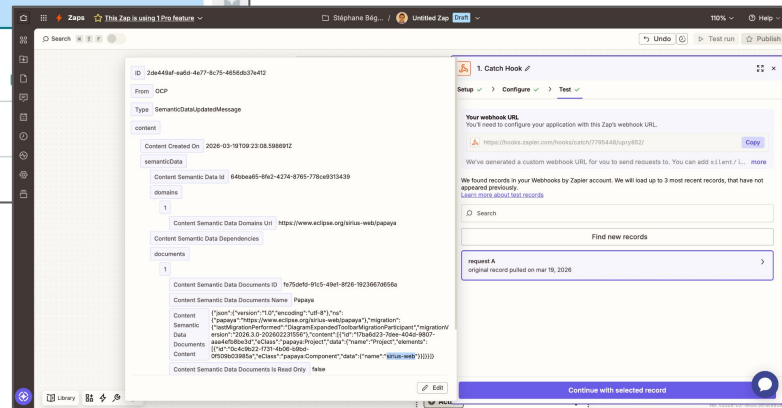 Zaps
This Zap is using 1 Pro feature
Stéphane Bég... / Untitled Zap Draft
110%
Help
Search
Undo
Test run
Publish
ID 2de449af-ea6d-4e77-8c75-4656db37e412
From OCP
Type SemanticDataUpdatedMessage
content
Content Created On 2026-03-19T09:23:08.598691Z
semanticData
Content Semantic Data Id 64bbea65-6fe2-4274-8765-778ce9313439
domains
1
Content Semantic Data Domains Uri https://www.eclipse.org/sirius-web/papaya
Content Semantic Data Dependencies
documents
1
Content Semantic Data Documents ID fe75defd-91c5-49e1-8f26-1923667d656a
Content Semantic Data Documents Name Papaya
Content Semantic Data Documents Content
{"json":{"version":"1.0","encoding":"utf-8"},"ns":
{"papaya":"https://www.eclipse.org/sirius-web/papaya"},"migration":
{"lastMigrationPerformed":"DiagramExpandedToolbarMigrationParticipant","migrationV
ersion":"2026.3.0-202602231556"},"content":[{"id":"17ba6d23-7dee-404d-9807-
aae4efb8be3d","eClass":"papaya:Project","data":{"name":"Project","elements":
[{"id":"0c4c9b22-f731-4b06-b9bd-
0f509b03985a","eClass":"papaya:Component","data":{"name":"sirius-web"}}]}}]}
Content Semantic Data Documents Is Read Only false
Edit
Library
1. Catch Hook
Setup > Configure > Test
Your webhook URL
You'll need to configure your application with this Zap's webhook URL.
https://hooks.zapier.com/hooks/catch/7795448/upry852/
Copy
We've generated a custom webhook URL for you to send requests to. You can add silent / i... more
We found records in your Webhooks by Zapier account. We will load up to 3 most recent records, that have not
appeared previously.
Learn more about test records
Search
Find new records
request A
original record pulled on mar 19, 2026
Continue with selected record